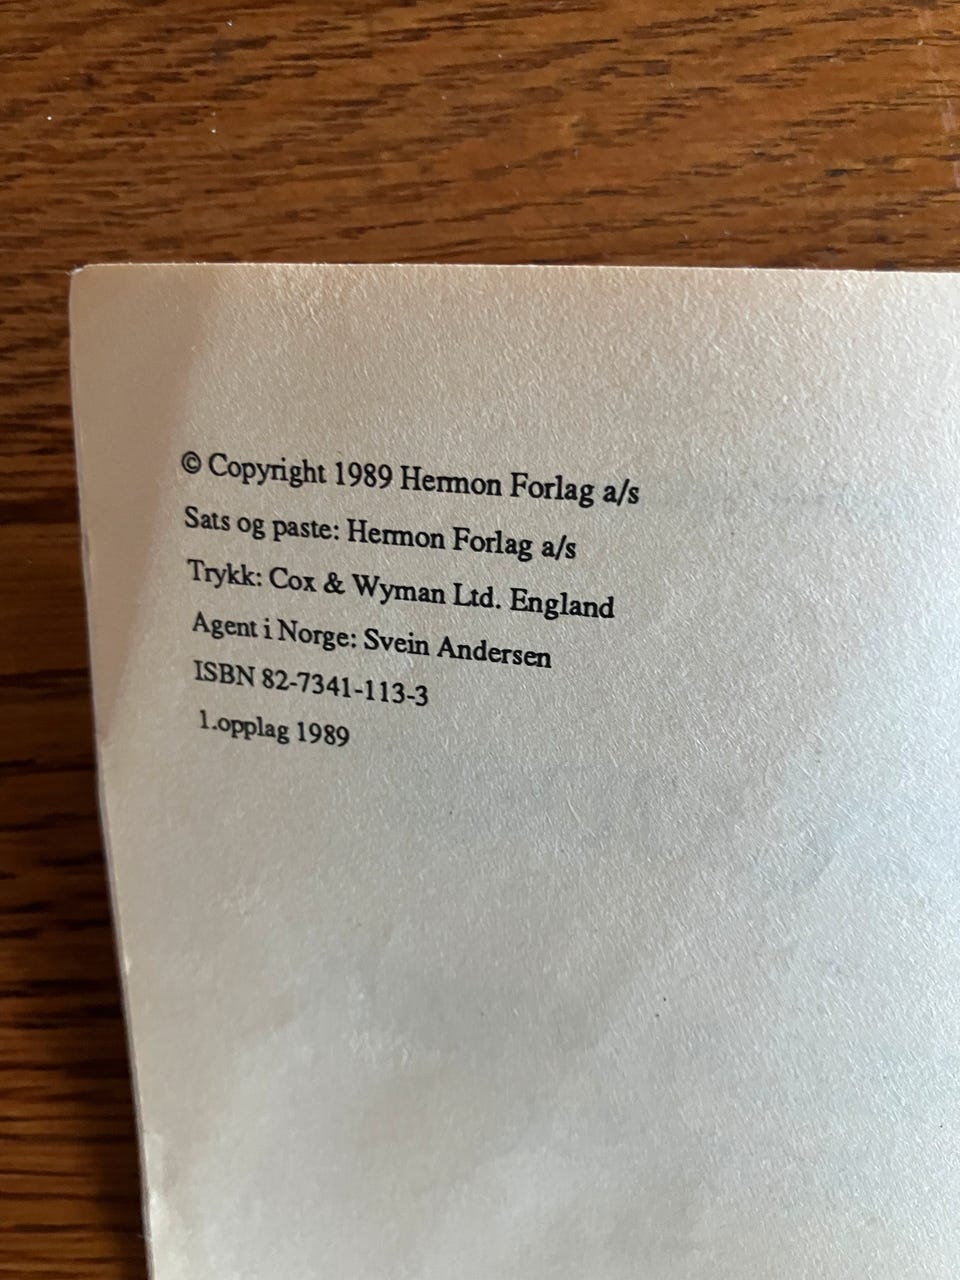 © Copyright 1989 Hermon Forlag a/s
Sats og paste: Hermon Forlag a/s
Trykk: Cox & Wyman Ltd. England
Agent i Norge: Svein Andersen
ISBN 82-7341-113-3
1.opplag 1989